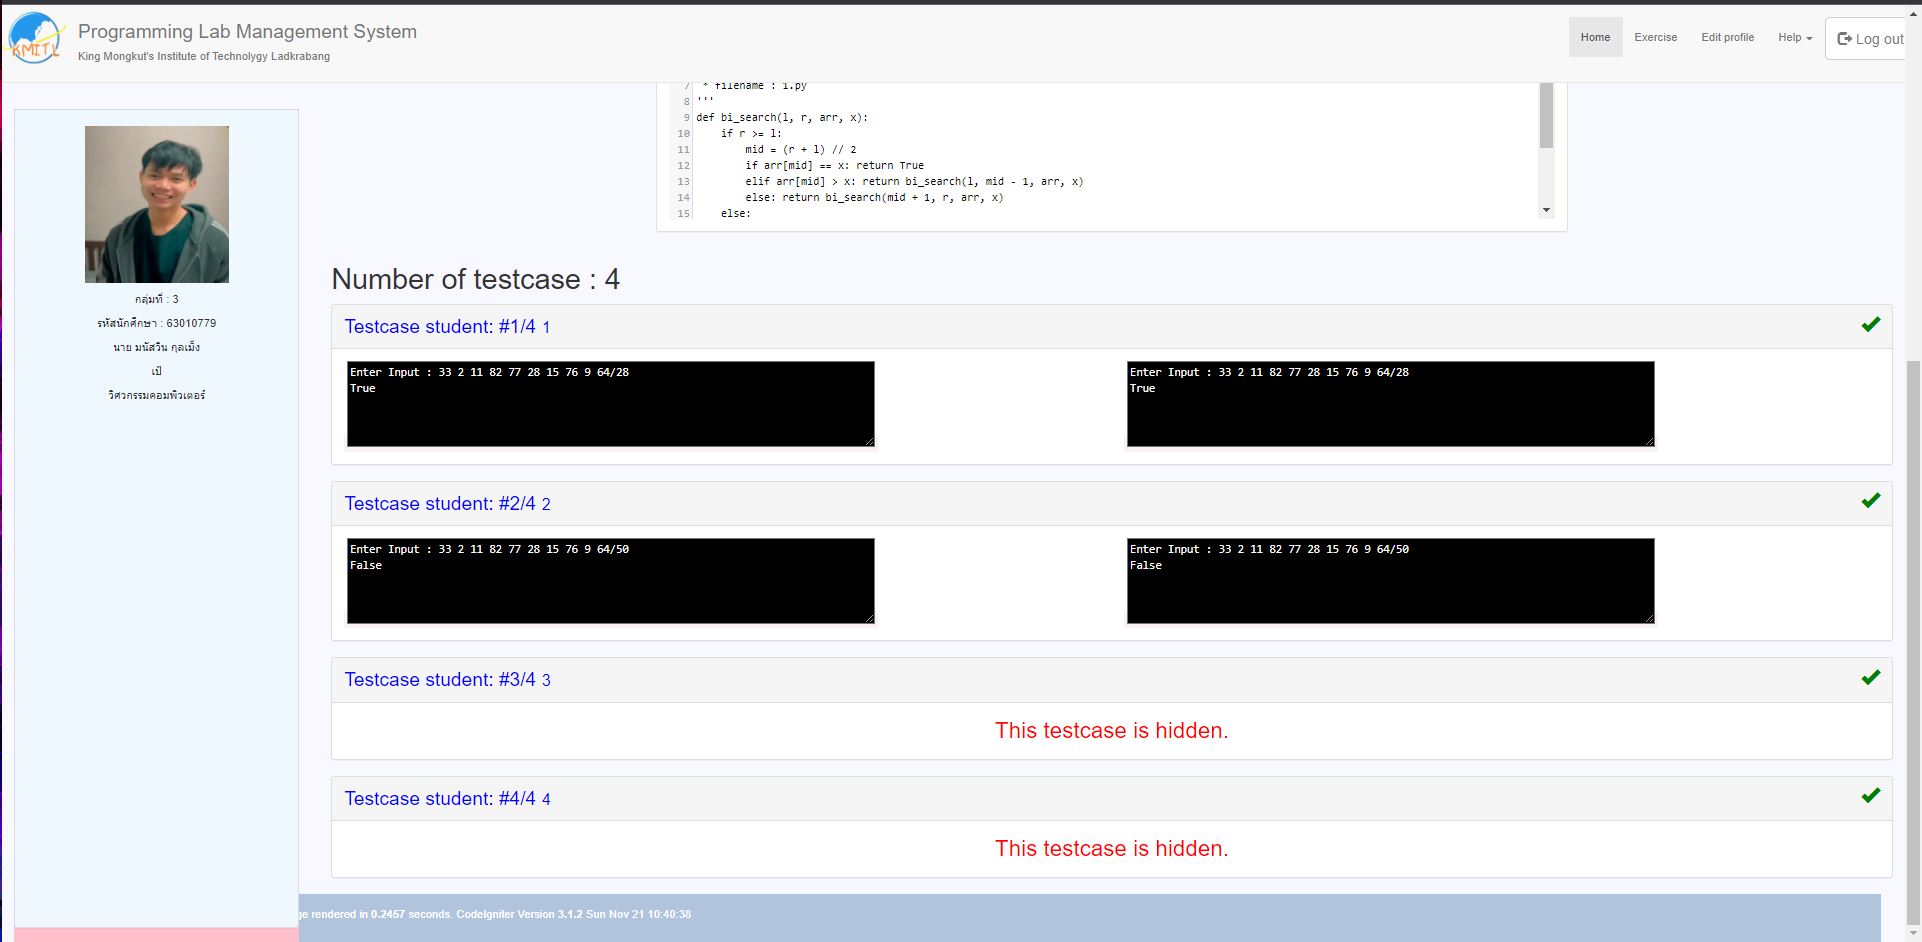 KMITL
Programming Lab Management System
King Mongkut's Institute of Technolygy Ladkrabang
Home
Exercise
Edit profile
Help
Log out
กลุ่มที่ : 3
รหัสนักศึกษา : 63010779
นาย มนัสวิน กุลเม็ง
เป้
วิศวกรรมคอมพิวเตอร์
7 * filename : 1.py
8 '''
9 def bi_search(l, r, arr, x):
10 if r >= l:
11 mid = (r + l) // 2
12 if arr[mid] == x: return True
13 elif arr[mid] > x: return bi_search(l, mid - 1, arr, x)
14 else: return bi_search(mid + 1, r, arr, x)
15 else:
Number of testcase : 4
Testcase student: #1/4 1
Enter Input : 33 2 11 82 77 28 15 76 9 64/28
True
Enter Input : 33 2 11 82 77 28 15 76 9 64/28
True
Testcase student: #2/4 2
Enter Input : 33 2 11 82 77 28 15 76 9 64/50
False
Enter Input : 33 2 11 82 77 28 15 76 9 64/50
False
Testcase student: #3/4 3
This testcase is hidden.
Testcase student: #4/4 4
This testcase is hidden.
ge rendered in 0.2457 seconds. CodeIgniter Version 3.1.2 Sun Nov 21 10:40:38